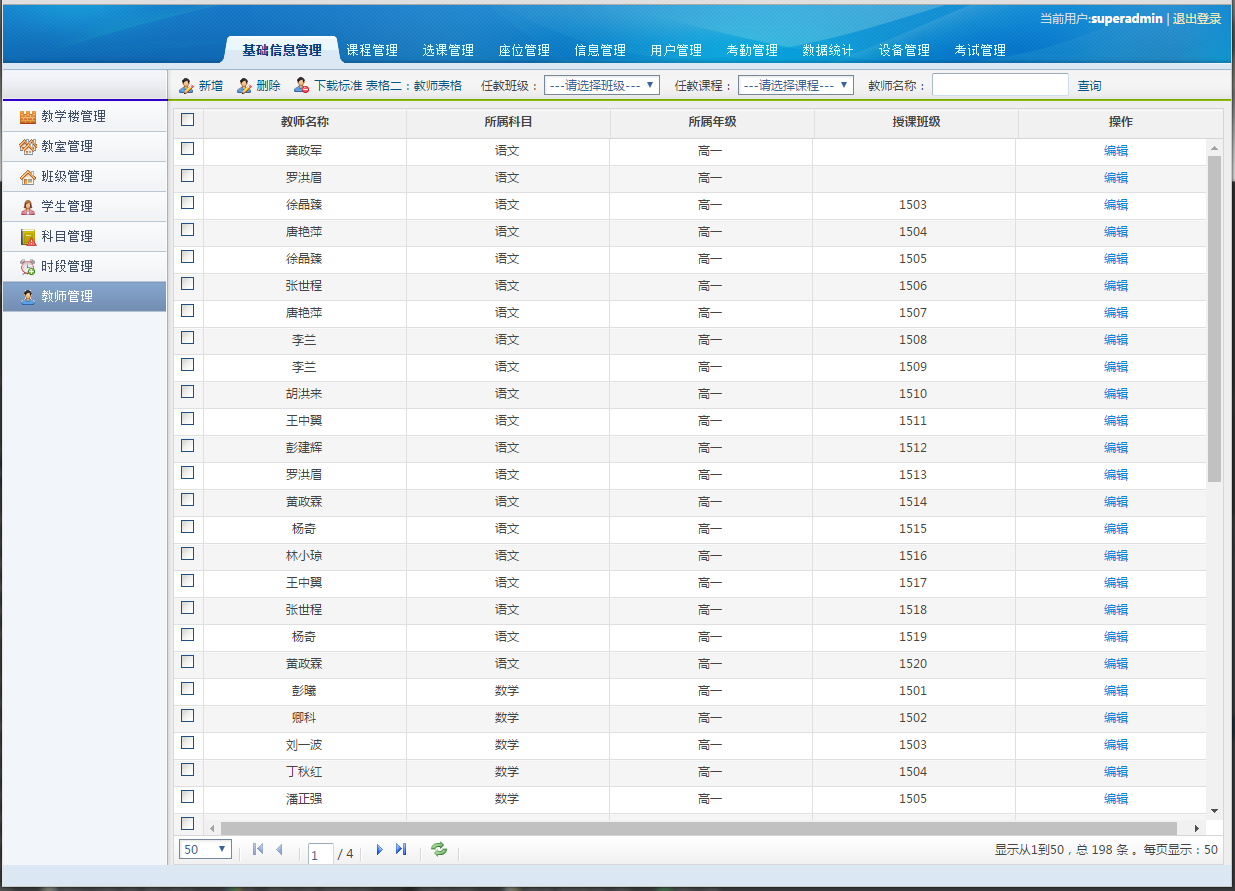 当前用户:superadmin | 退出登录
基础信息管理 课程管理 选课管理 座位管理 信息管理 用户管理 考勤管理 数据统计 设备管理 考试管理
新增 删除 下载标准 表格二：教师表格 任教班级： ---请选择班级--- 任教课程： ---请选择课程--- 教师名称： 查询
教学楼管理
教室管理
班级管理
学生管理
科目管理
时段管理
教师管理
教师名称 所属科目 所属年级 授课班级 操作
龚政军 语文 高一 编辑
罗洪眉 语文 高一 编辑
徐晶臻 语文 高一 1503 编辑
唐艳萍 语文 高一 1504 编辑
徐晶臻 语文 高一 1505 编辑
张世程 语文 高一 1506 编辑
唐艳萍 语文 高一 1507 编辑
李兰 语文 高一 1508 编辑
李兰 语文 高一 1509 编辑
胡洪来 语文 高一 1510 编辑
王中翼 语文 高一 1511 编辑
彭建辉 语文 高一 1512 编辑
罗洪眉 语文 高一 1513 编辑
黄政霖 语文 高一 1514 编辑
杨奇 语文 高一 1515 编辑
林小琼 语文 高一 1516 编辑
王中翼 语文 高一 1517 编辑
张世程 语文 高一 1518 编辑
杨奇 语文 高一 1519 编辑
黄政霖 语文 高一 1520 编辑
彭曦 数学 高一 1501 编辑
卿科 数学 高一 1502 编辑
刘一波 数学 高一 1503 编辑
丁秋红 数学 高一 1504 编辑
潘正强 数学 高一 1505 编辑
50 1 / 4 显示从1到50，总 198 条 。每页显示：50